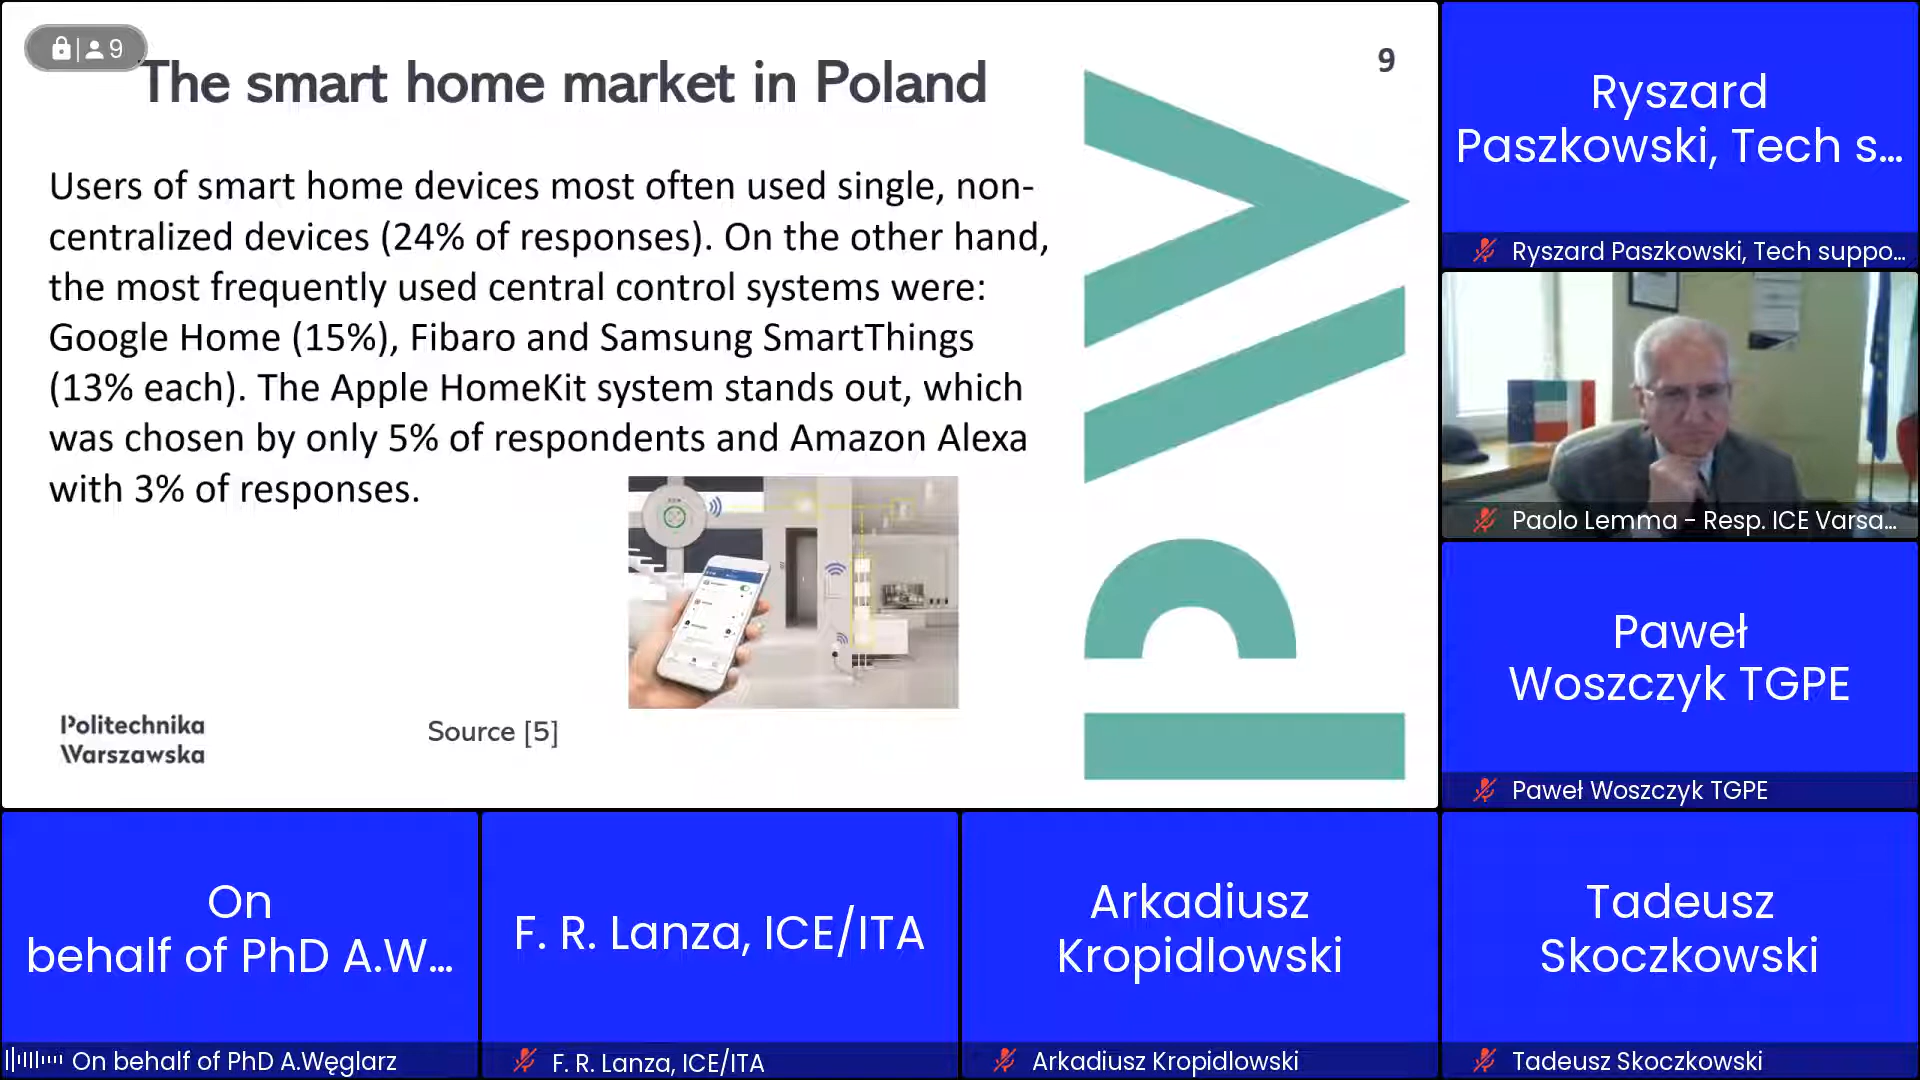 9
The smart home market in Poland
9
Users of smart home devices most often used single, non-
centralized devices (24% of responses). On the other hand,
the most frequently used central control systems were:
Google Home (15%), Fibaro and Samsung SmartThings
(13% each). The Apple HomeKit system stands out, which
was chosen by only 5% of respondents and Amazon Alexa
with 3% of responses.
Politechnika
Warszawska
Source [5]
Ryszard
Paszkowski, Tech s...
Ryszard Paszkowski, Tech suppo...
Paolo Lemma - Resp. ICE Varsa...
Paweł
Woszczyk TGPE
Paweł Woszczyk TGPE
On
behalf of PhD A.W...
On behalf of PhD A.Węglarz
F. R. Lanza, ICE/ITA
F. R. Lanza, ICE/ITA
Arkadiusz
Kropidlowski
Arkadiusz Kropidlowski
Tadeusz
Skoczkowski
Tadeusz Skoczkowski